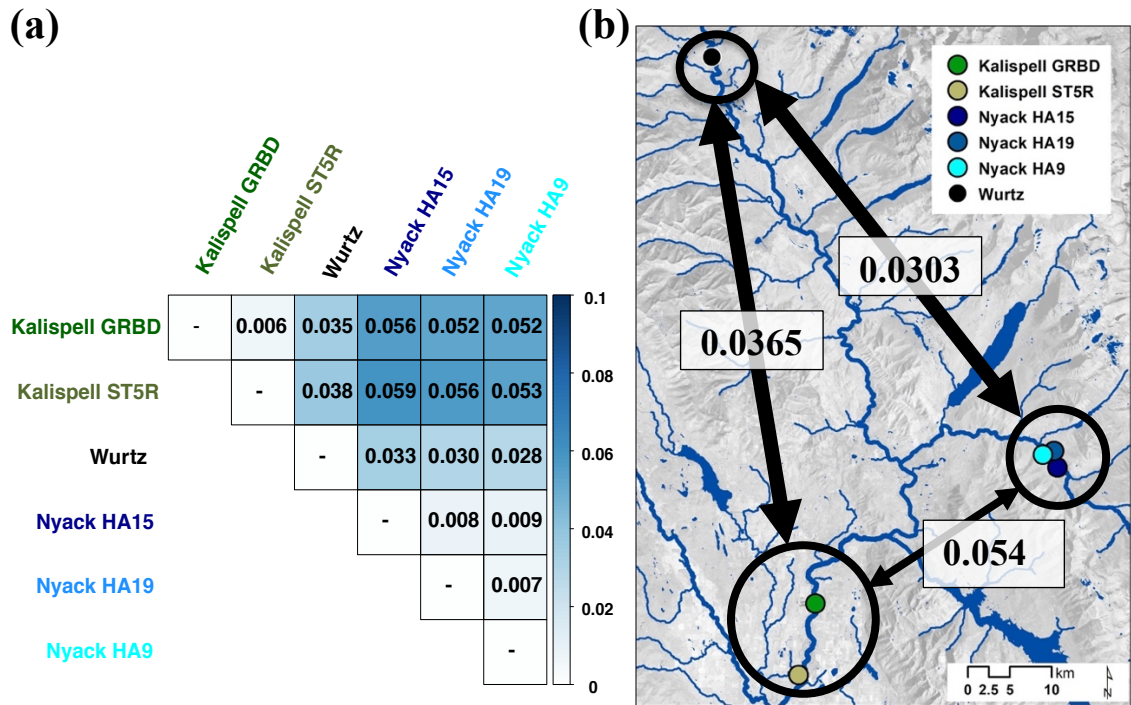 (a)
Kalispell GRBD
Kalispell ST5R
Wurtz
Nyack HA15
Nyack HA19
Nyack HA9
Kalispell GRBD - 0.006 0.035 0.056 0.052 0.052
Kalispell ST5R - 0.038 0.059 0.056 0.053
Wurtz - 0.033 0.030 0.028
Nyack HA15 - 0.008 0.009
Nyack HA19 - 0.007
Nyack HA9 -
0.1
0.08
0.06
0.04
0.02
0
(b)
Kalispell GRBD
Kalispell ST5R
Nyack HA15
Nyack HA19
Nyack HA9
Wurtz
0.0303
0.0365
0.054
km
0 2.5 5 10
N